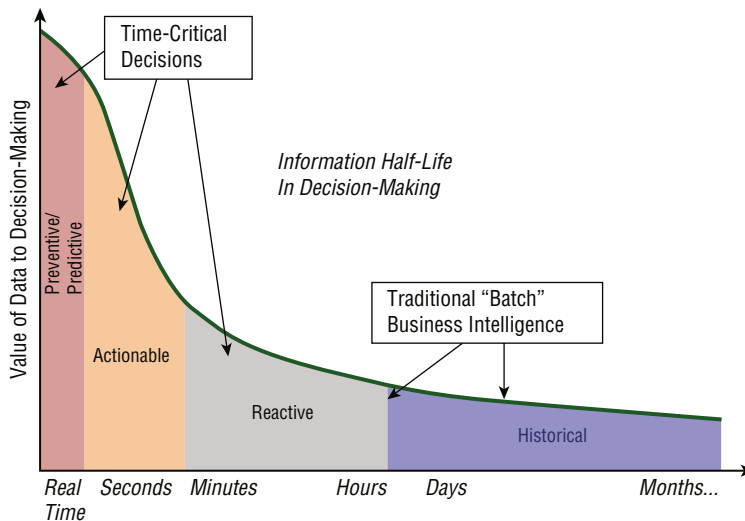 Time-Critical
Decisions
Information Half-Life
In Decision-Making
Value of Data to Decision-Making
Preventive/
Predictive
Traditional “Batch”
Business Intelligence
Actionable
Reactive
Historical
Real Seconds Minutes Hours Days Months...
Time